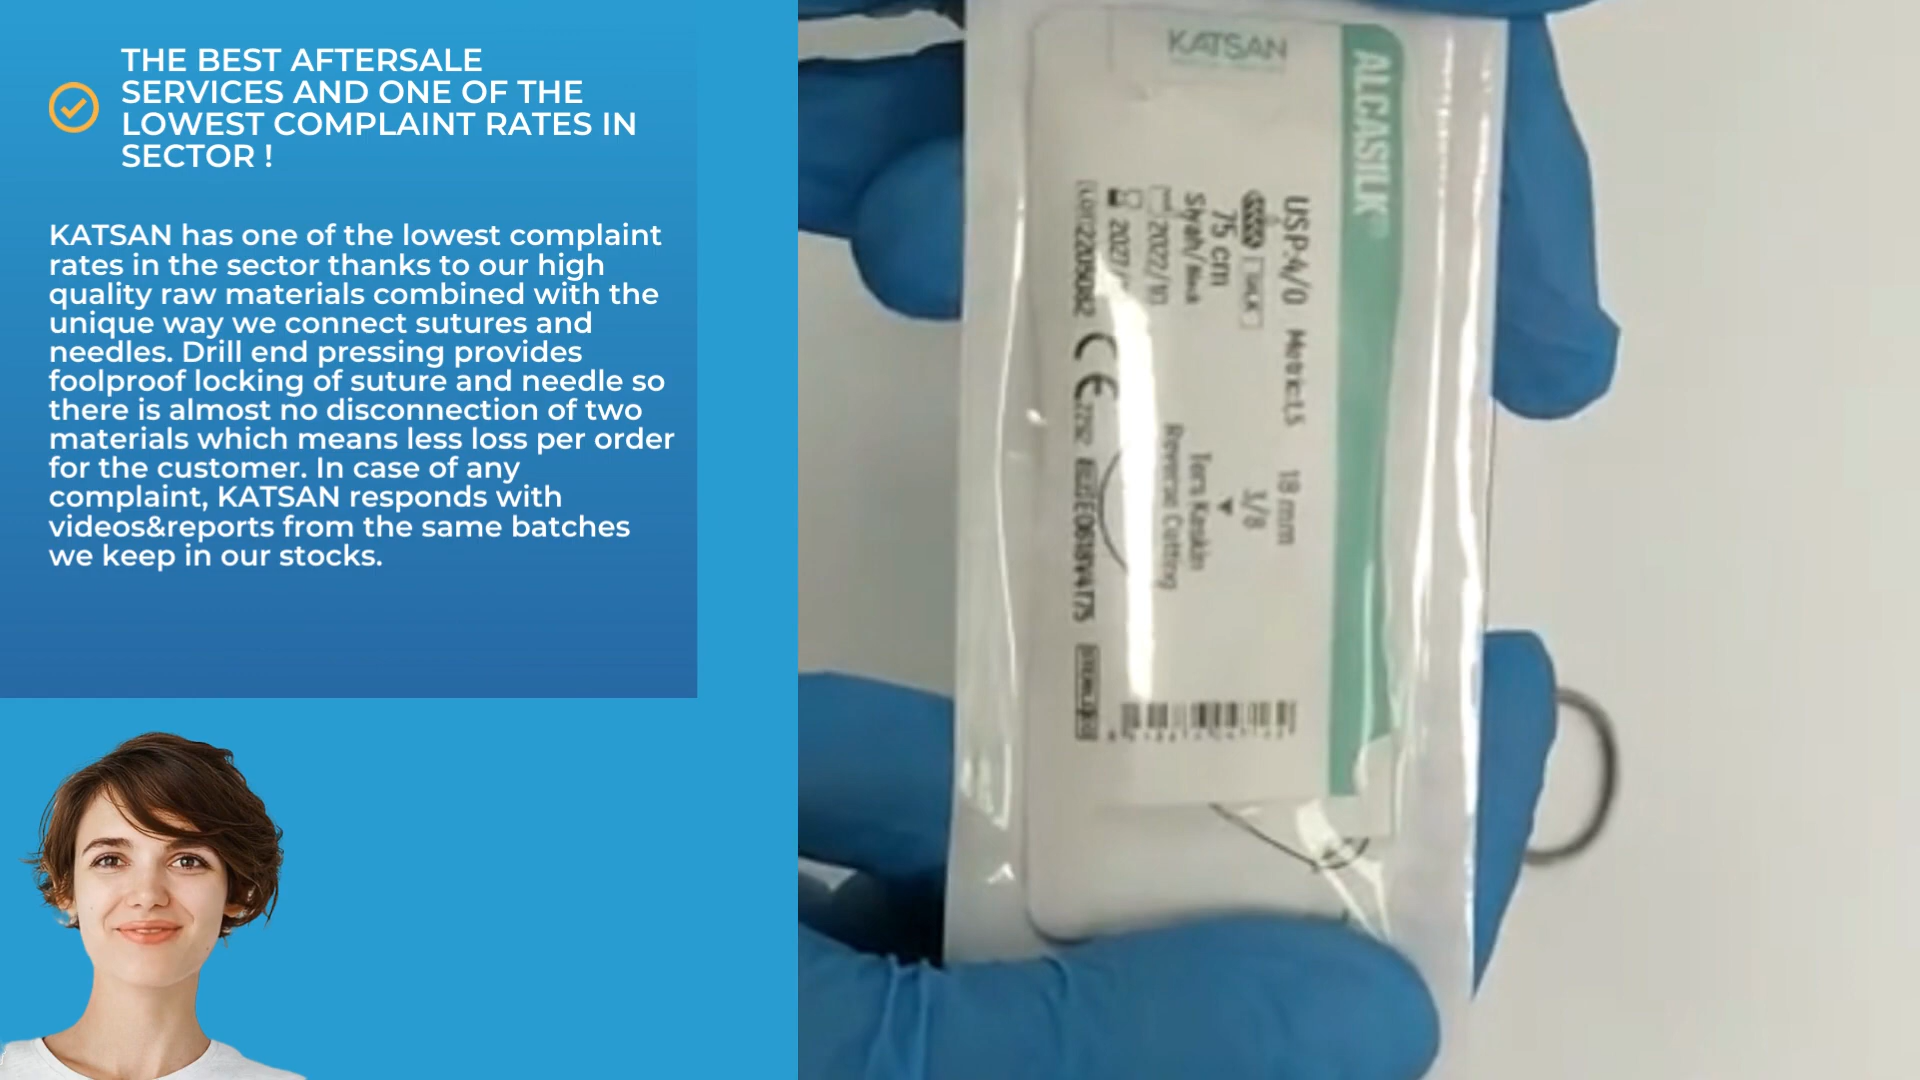 THE BEST AFTERSALE
SERVICES AND ONE OF THE
LOWEST COMPLAINT RATES IN
SECTOR !
KATSAN has one of the lowest complaint
rates in the sector thanks to our high
quality raw materials combined with the
unique way we connect sutures and
needles. Drill end pressing provides
foolproof locking of suture and needle so
there is almost no disconnection of two
materials which means less loss per order
for the customer. In case of any
complaint, KATSAN responds with
videos&reports from the same batches
we keep in our stocks.
KATSAN
ALCASILK®
USP:4/0 Metric:1,5 19 mm
SILK 3/8
75 cm
Siyah/Black Ters Keskin
2022/10 Reverse Cutting
LOT 2205082 CE 2292